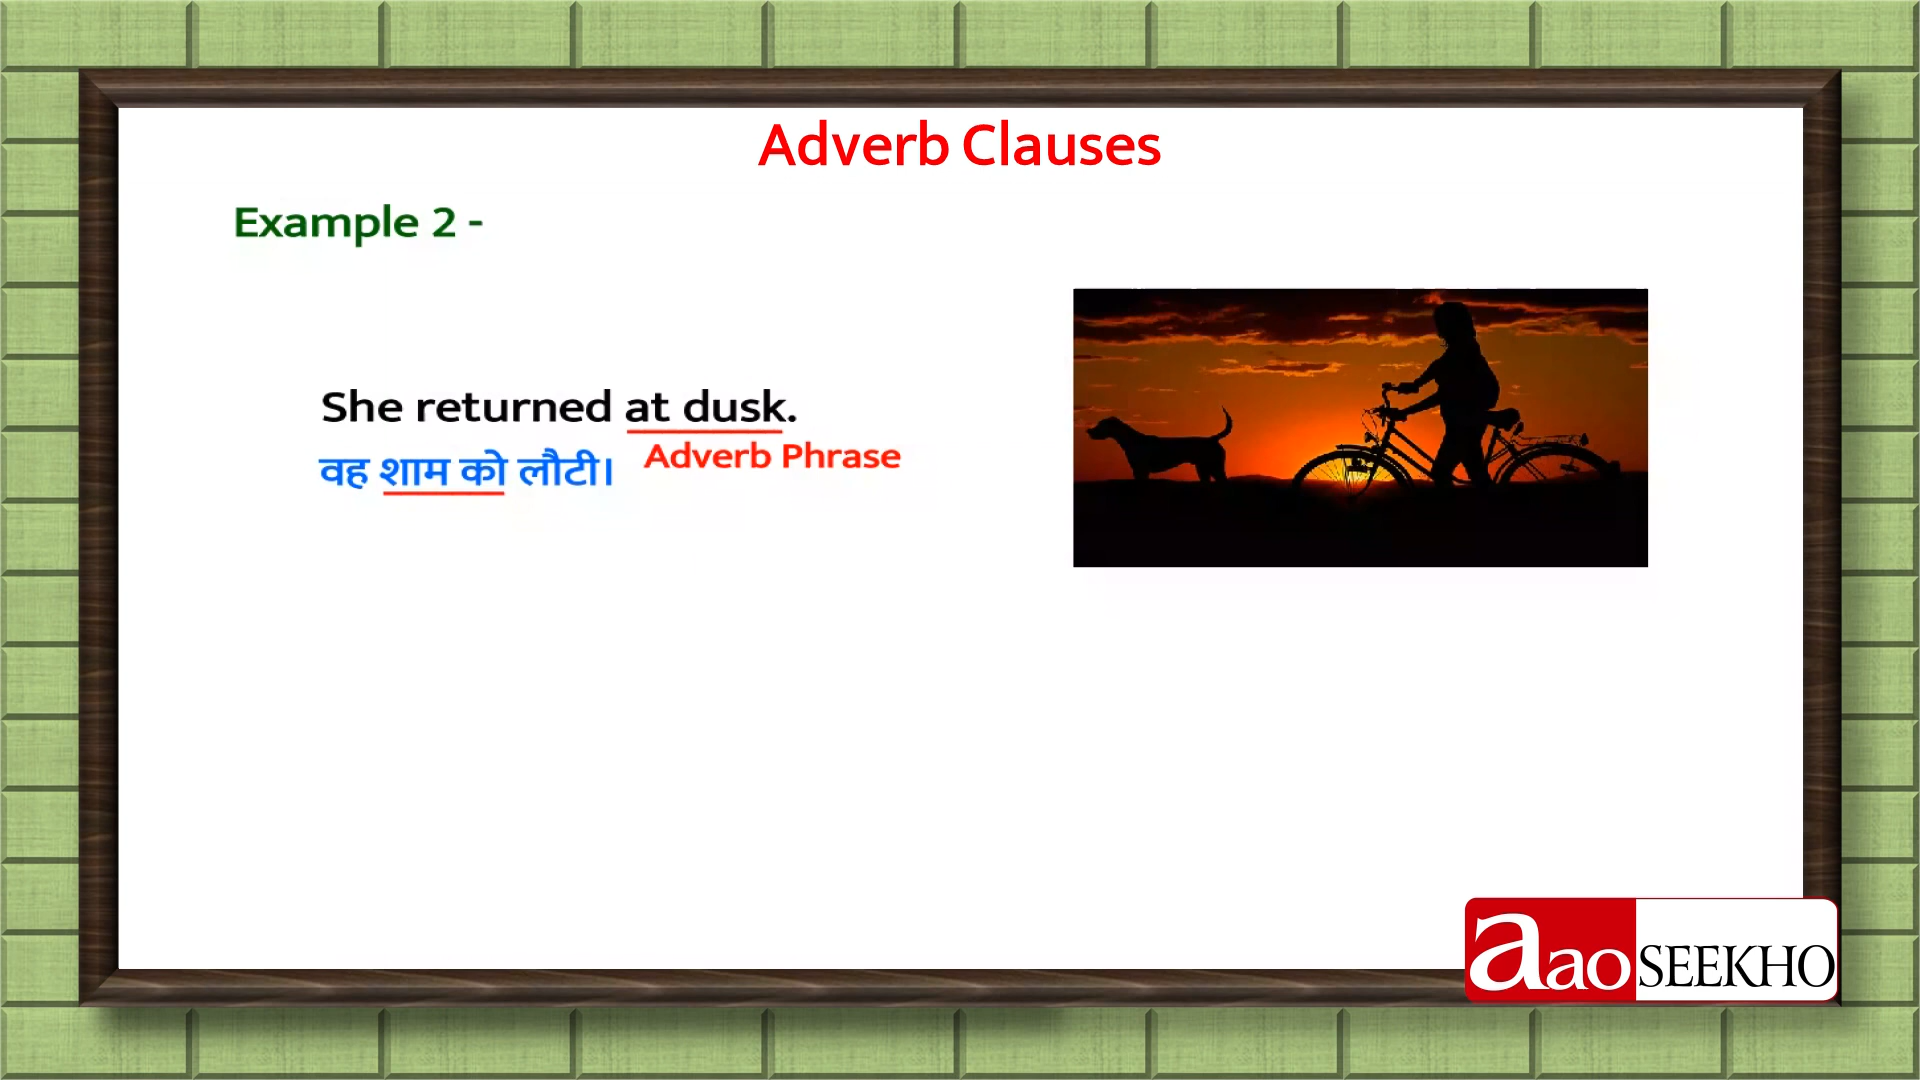 Adverb Clauses
Example 2 -
She returned at dusk.
Adverb Phrase
वह शाम को लौटी।
aao SEEKHO